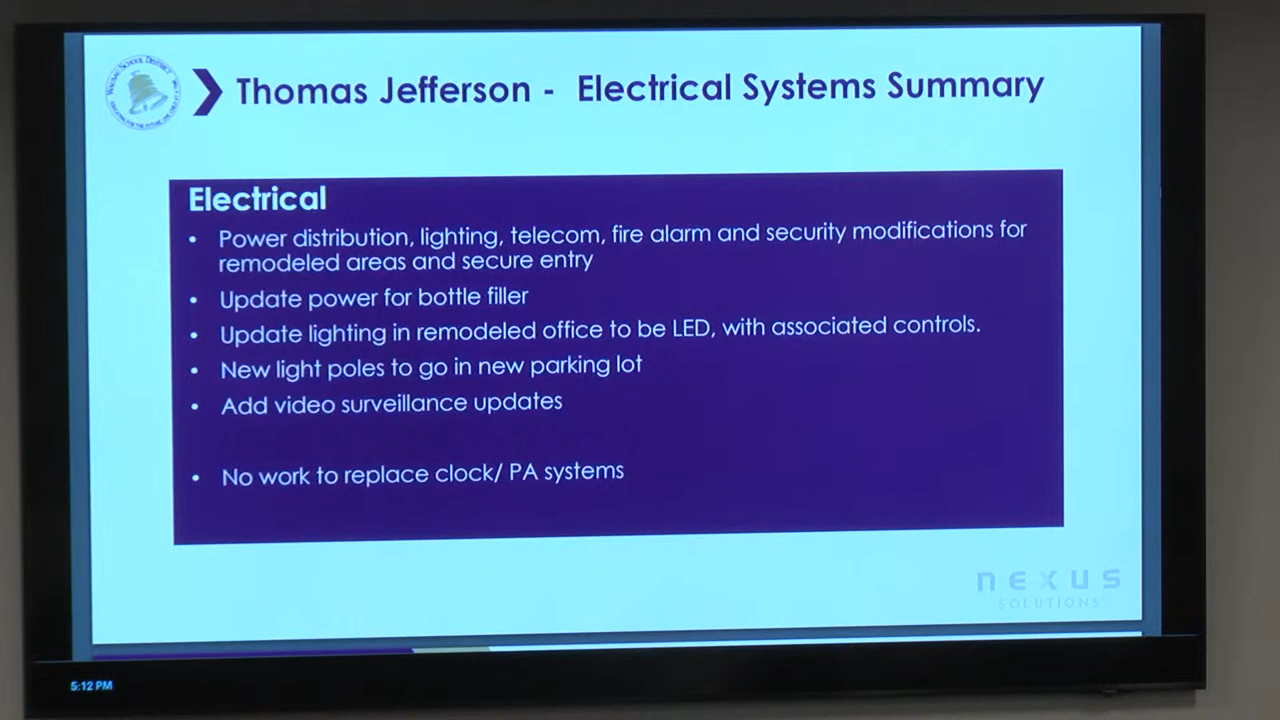 WAUSAU SCHOOL DISTRICT
Thomas Jefferson - Electrical Systems Summary
Electrical
• Power distribution, lighting, telecom, fire alarm and security modifications for
remodeled areas and secure entry
• Update power for bottle filler
• Update lighting in remodeled office to be LED, with associated controls.
• New light poles to go in new parking lot
• Add video surveillance updates
• No work to replace clock/ PA systems
nexus
SOLUTIONS
5:12 PM